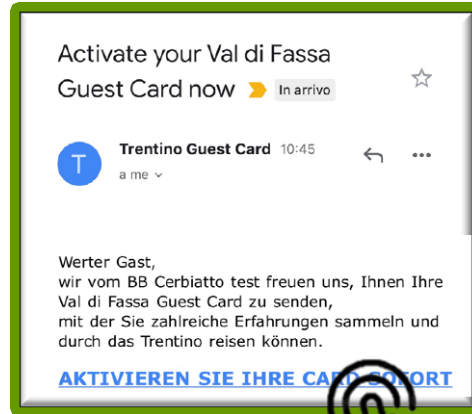 Activate your Val di Fassa
Guest Card now In arrivo
T
Trentino Guest Card 10:45
a me
Werter Gast,
wir vom BB Cerbiatto test freuen uns, Ihnen Ihre
Val di Fassa Guest Card zu senden,
mit der Sie zahlreiche Erfahrungen sammeln und
durch das Trentino reisen können.
AKTIVIEREN SIE IHRE CARD SOFORT